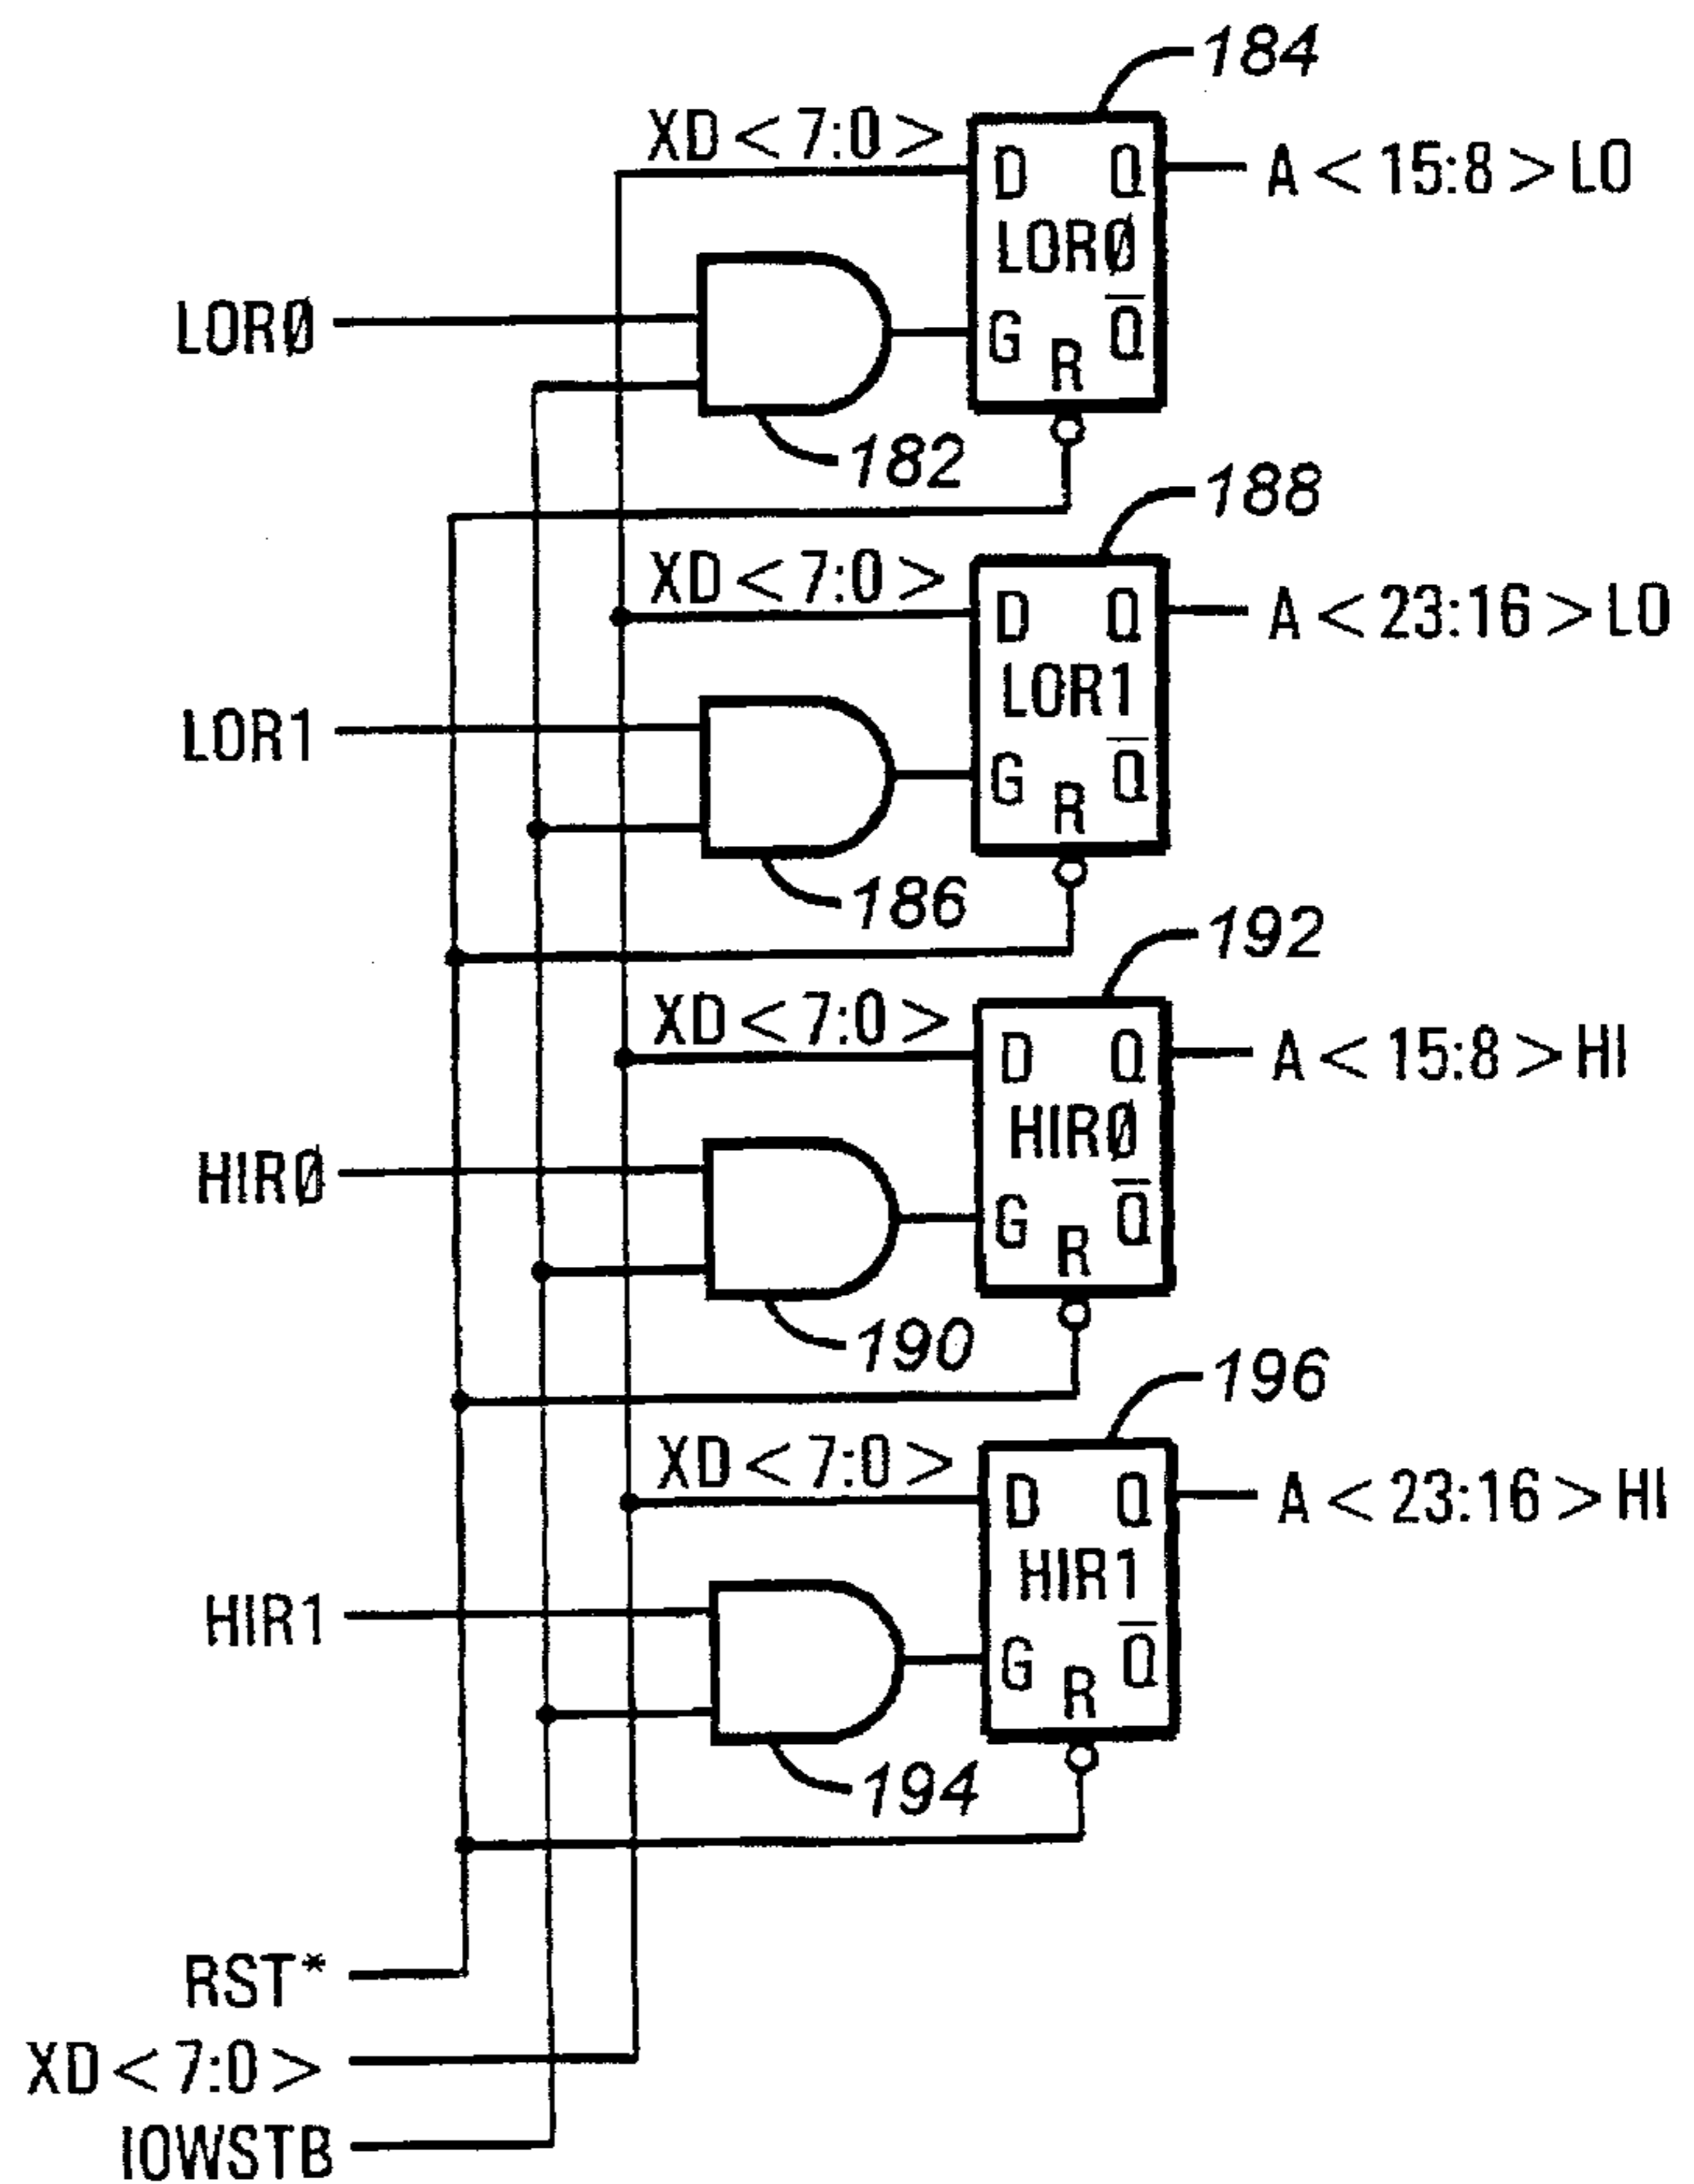 184
XD<7:0>
D Q
A<15:8>LO
LORØ
LORØ
G R Q̅
182
188
XD<7:0>
D Q
A<23:16>LO
LOR1
LOR1
G R Q̅
186
192
XD<7:0>
D Q
A<15:8>HI
HIRØ
HIRØ
G R Q̅
190
196
XD<7:0>
D Q
A<23:16>HI
HIR1
HIR1
G R Q̅
194
RST*
XD<7:0>
IOWSTB